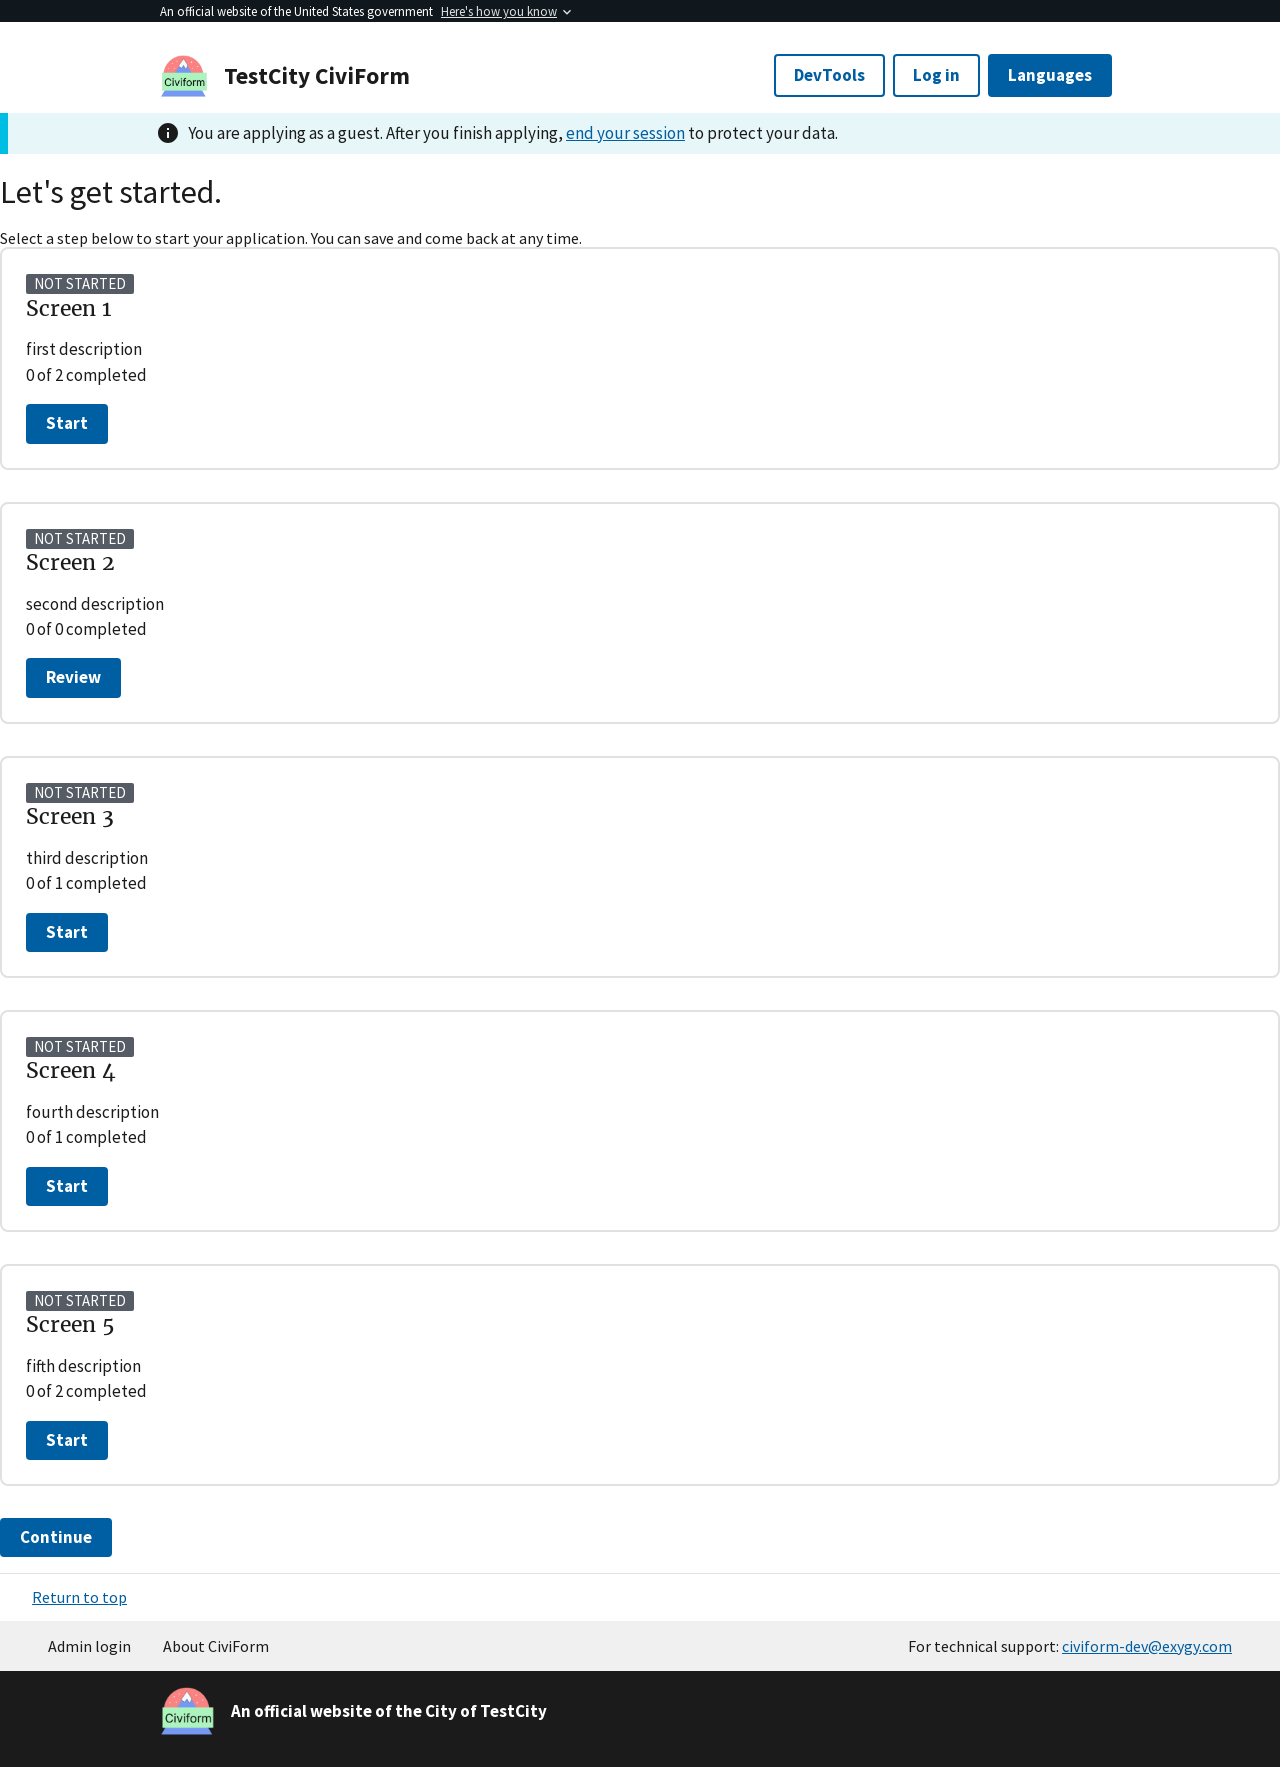 An official website of the United States government Here's how you know
Civiform
TestCity CiviForm
DevTools
Log in
Languages
You are applying as a guest. After you finish applying, end your session to protect your data.
Let's get started.
Select a step below to start your application. You can save and come back at any time.
NOT STARTED
Screen 1
first description
0 of 2 completed
Start
NOT STARTED
Screen 2
second description
0 of 0 completed
Review
NOT STARTED
Screen 3
third description
0 of 1 completed
Start
NOT STARTED
Screen 4
fourth description
0 of 1 completed
Start
NOT STARTED
Screen 5
fifth description
0 of 2 completed
Start
Continue
Return to top
Admin login
About CiviForm
For technical support: civiform-dev@exygy.com
Civiform
An official website of the City of TestCity